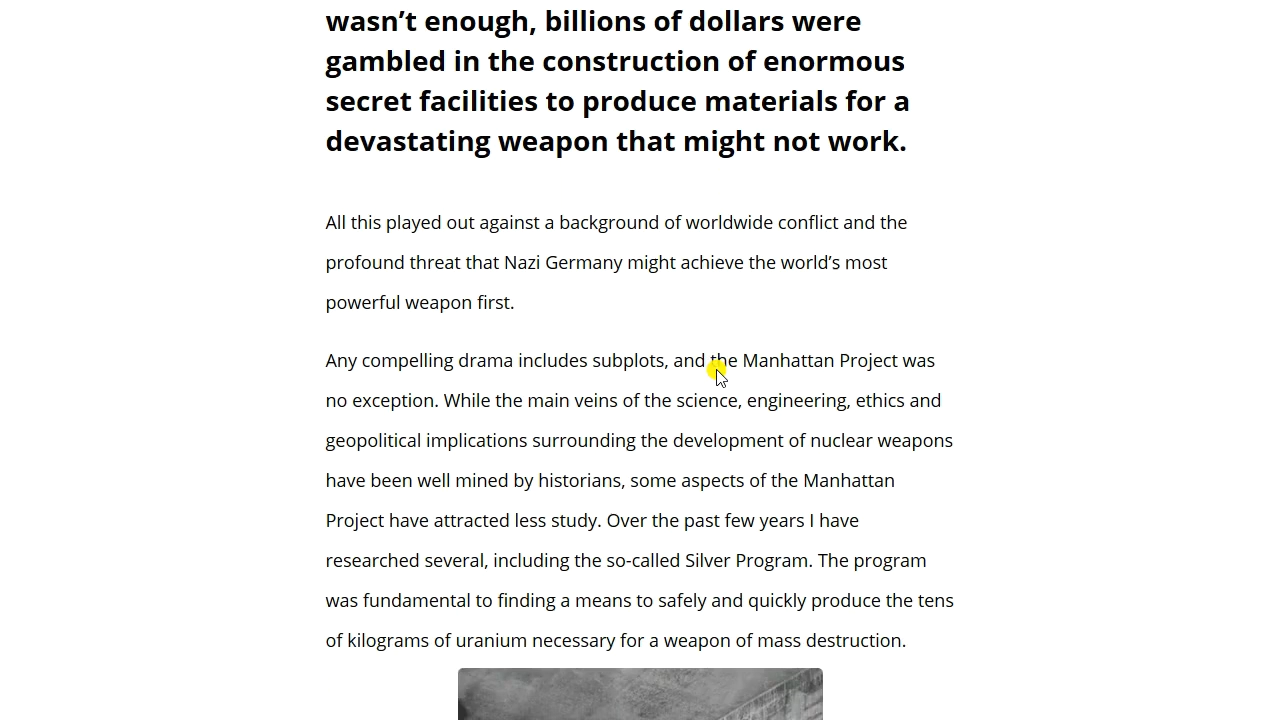 wasn’t enough, billions of dollars were
gambled in the construction of enormous
secret facilities to produce materials for a
devastating weapon that might not work.
All this played out against a background of worldwide conflict and the
profound threat that Nazi Germany might achieve the world’s most
powerful weapon first.
Any compelling drama includes subplots, and the Manhattan Project was
no exception. While the main veins of the science, engineering, ethics and
geopolitical implications surrounding the development of nuclear weapons
have been well mined by historians, some aspects of the Manhattan
Project have attracted less study. Over the past few years I have
researched several, including the so-called Silver Program. The program
was fundamental to finding a means to safely and quickly produce the tens
of kilograms of uranium necessary for a weapon of mass destruction.